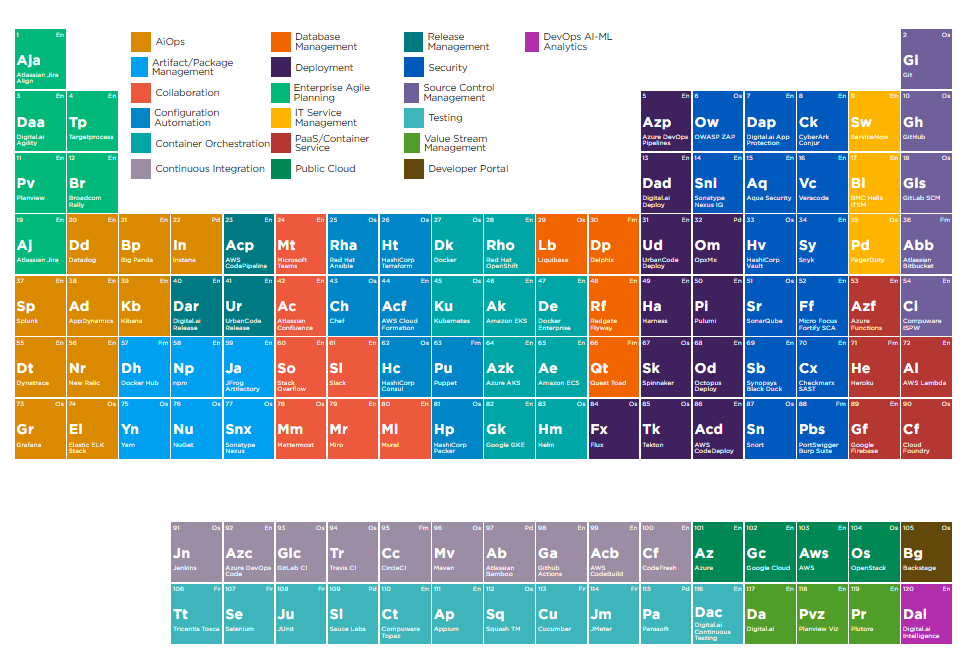 AiOps
Artifact/Package
Management
Collaboration
Configuration
Automation
Container Orchestration
Continuous Integration
Database
Management
Deployment
Enterprise Agile
Planning
IT Service
Management
PaaS/Container
Service
Public Cloud
Release
Management
Security
Source Control
Management
Testing
Value Stream
Management
Developer Portal
DevOps AI-ML
Analytics
1 En
Aja
Atlassian Jira
Align
2 Os
Gi
Git
3 En
Daa
Digital.ai
Agility
4 En
Tp
Targetprocess
5 En
Azp
Azure DevOps
Pipelines
6 Os
Ow
OWASP ZAP
7 En
Dap
Digital.ai App
Protection
8 En
Ck
CyberArk
Conjur
9 En
Sw
ServiceNow
10 Os
Gh
GitHub
11 En
Pv
Planview
12 En
Br
Broadcom
Rally
13 En
Dad
Digital.ai
Deploy
14 En
Sni
Sonatype
Nexus IQ
15 En
Aq
Aqua Security
16 En
Vc
Veracode
17 En
Bi
BMC Helix
ITSM
18 Os
Gls
GitLab SCM
19 En
Aj
Atlassian Jira
20 En
Dd
Datadog
21 En
Bp
Big Panda
22 Pd
In
Instana
23 En
Acp
AWS
CodePipeline
24 En
Mt
Microsoft
Teams
25 Os
Rha
Red Hat
Ansible
26 Os
Ht
HashiCorp
Terraform
27 Os
Dk
Docker
28 En
Rho
Red Hat
OpenShift
29 Os
Lb
Liquibase
30 Fm
Dp
Delphix
31 En
Ud
UrbanCode
Deploy
32 Pd
Om
OpsMx
33 Os
Hv
HashiCorp
Vault
34 En
Sy
Snyk
35 Os
Pd
PagerDuty
36 Fm
Abb
Atlassian
Bitbucket
37 En
Sp
Splunk
38 En
Ad
AppDynamics
39 En
Kb
Kibana
40 En
Dar
Digital.ai
Release
41 En
Ur
UrbanCode
Release
42 En
Ac
Atlassian
Confluence
43 Os
Ch
Chef
44 En
Acf
AWS Cloud
Formation
45 Os
Ku
Kubernetes
46 En
Ak
Amazon EKS
47 En
De
Docker
Enterprise
48 En
Rf
Redgate
Flyway
49 En
Ha
Harness
50 En
Pl
Pulumi
51 Os
Sr
SonarQube
52 En
Ff
Micro Focus
Fortify SCA
53 En
Azf
Azure
Functions
54 En
Ci
Compuware
ISPW
55 En
Dt
Dynatrace
56 En
Nr
New Relic
57 Fm
Dh
Docker Hub
58 En
Np
npm
59 En
Ja
JFrog
Artifactory
60 En
So
Stack
Overflow
61 En
Sl
Slack
62 Os
Hc
HashiCorp
Consul
63 Fm
Pu
Puppet
64 En
Azk
Azure AKS
65 En
Ae
Amazon ECS
66 Fm
Qt
Quest Toad
67 Os
Sk
Spinnaker
68 En
Od
Octopus
Deploy
69 En
Sb
Synopsys
Black Duck
70 En
Cx
Checkmarx
SAST
71 Fm
He
Heroku
72 En
Al
AWS Lambda
73 Os
Gr
Grafana
74 Os
El
Elastic ELK
Stack
75 Os
Yn
Yarn
76 Os
Nu
NuGet
77 Os
Snx
Sonatype
Nexus
78 Os
Mm
Mattermost
79 En
Mr
Miro
80 En
Ml
Mural
81 Os
Hp
HashiCorp
Packer
82 En
Gk
Google GKE
83 Os
Hm
Helm
84 Os
Fx
Flux
85 Os
Tk
Tekton
86 En
Acd
AWS
CodeDeploy
87 Os
Sn
Snort
88 Fm
Pbs
PortSwigger
Burp Suite
89 En
Gf
Google
Firebase
90 Os
Cf
Cloud
Foundry
91 Os
Jn
Jenkins
92 En
Azc
Azure DevOps
Code
93 Os
Glc
GitLab CI
94 Os
Tr
Travis CI
95 Fm
Cc
CircleCI
96 Os
Mv
Maven
97 Pd
Ab
Atlassian
Bamboo
98 En
Ga
Github
Actions
99 En
Acb
AWS
CodeBuild
100 En
Cf
CodeFresh
101 En
Az
Azure
102 En
Gc
Google Cloud
103 En
Aws
AWS
104 Os
Os
OpenStack
105 Os
Bg
Backstage
106 Fr
Tt
Tricentis Tosca
107 Fr
Se
Selenium
108 Fr
Ju
JUnit
109 Pd
Sl
Sauce Labs
110 En
Ct
Compuware
Topaz
111 En
Ap
Appium
112 Os
Sq
Squash TM
113 Fr
Cu
Cucumber
114 Fr
Jm
JMeter
115 Pd
Pa
Parasoft
116 En
Dac
Digital.ai
Continuous
Testing
117 En
Da
Digital.ai
118 En
Pvz
Planview Viz
119 En
Pr
Plutora
120 En
Dai
Digital.ai
Intelligence